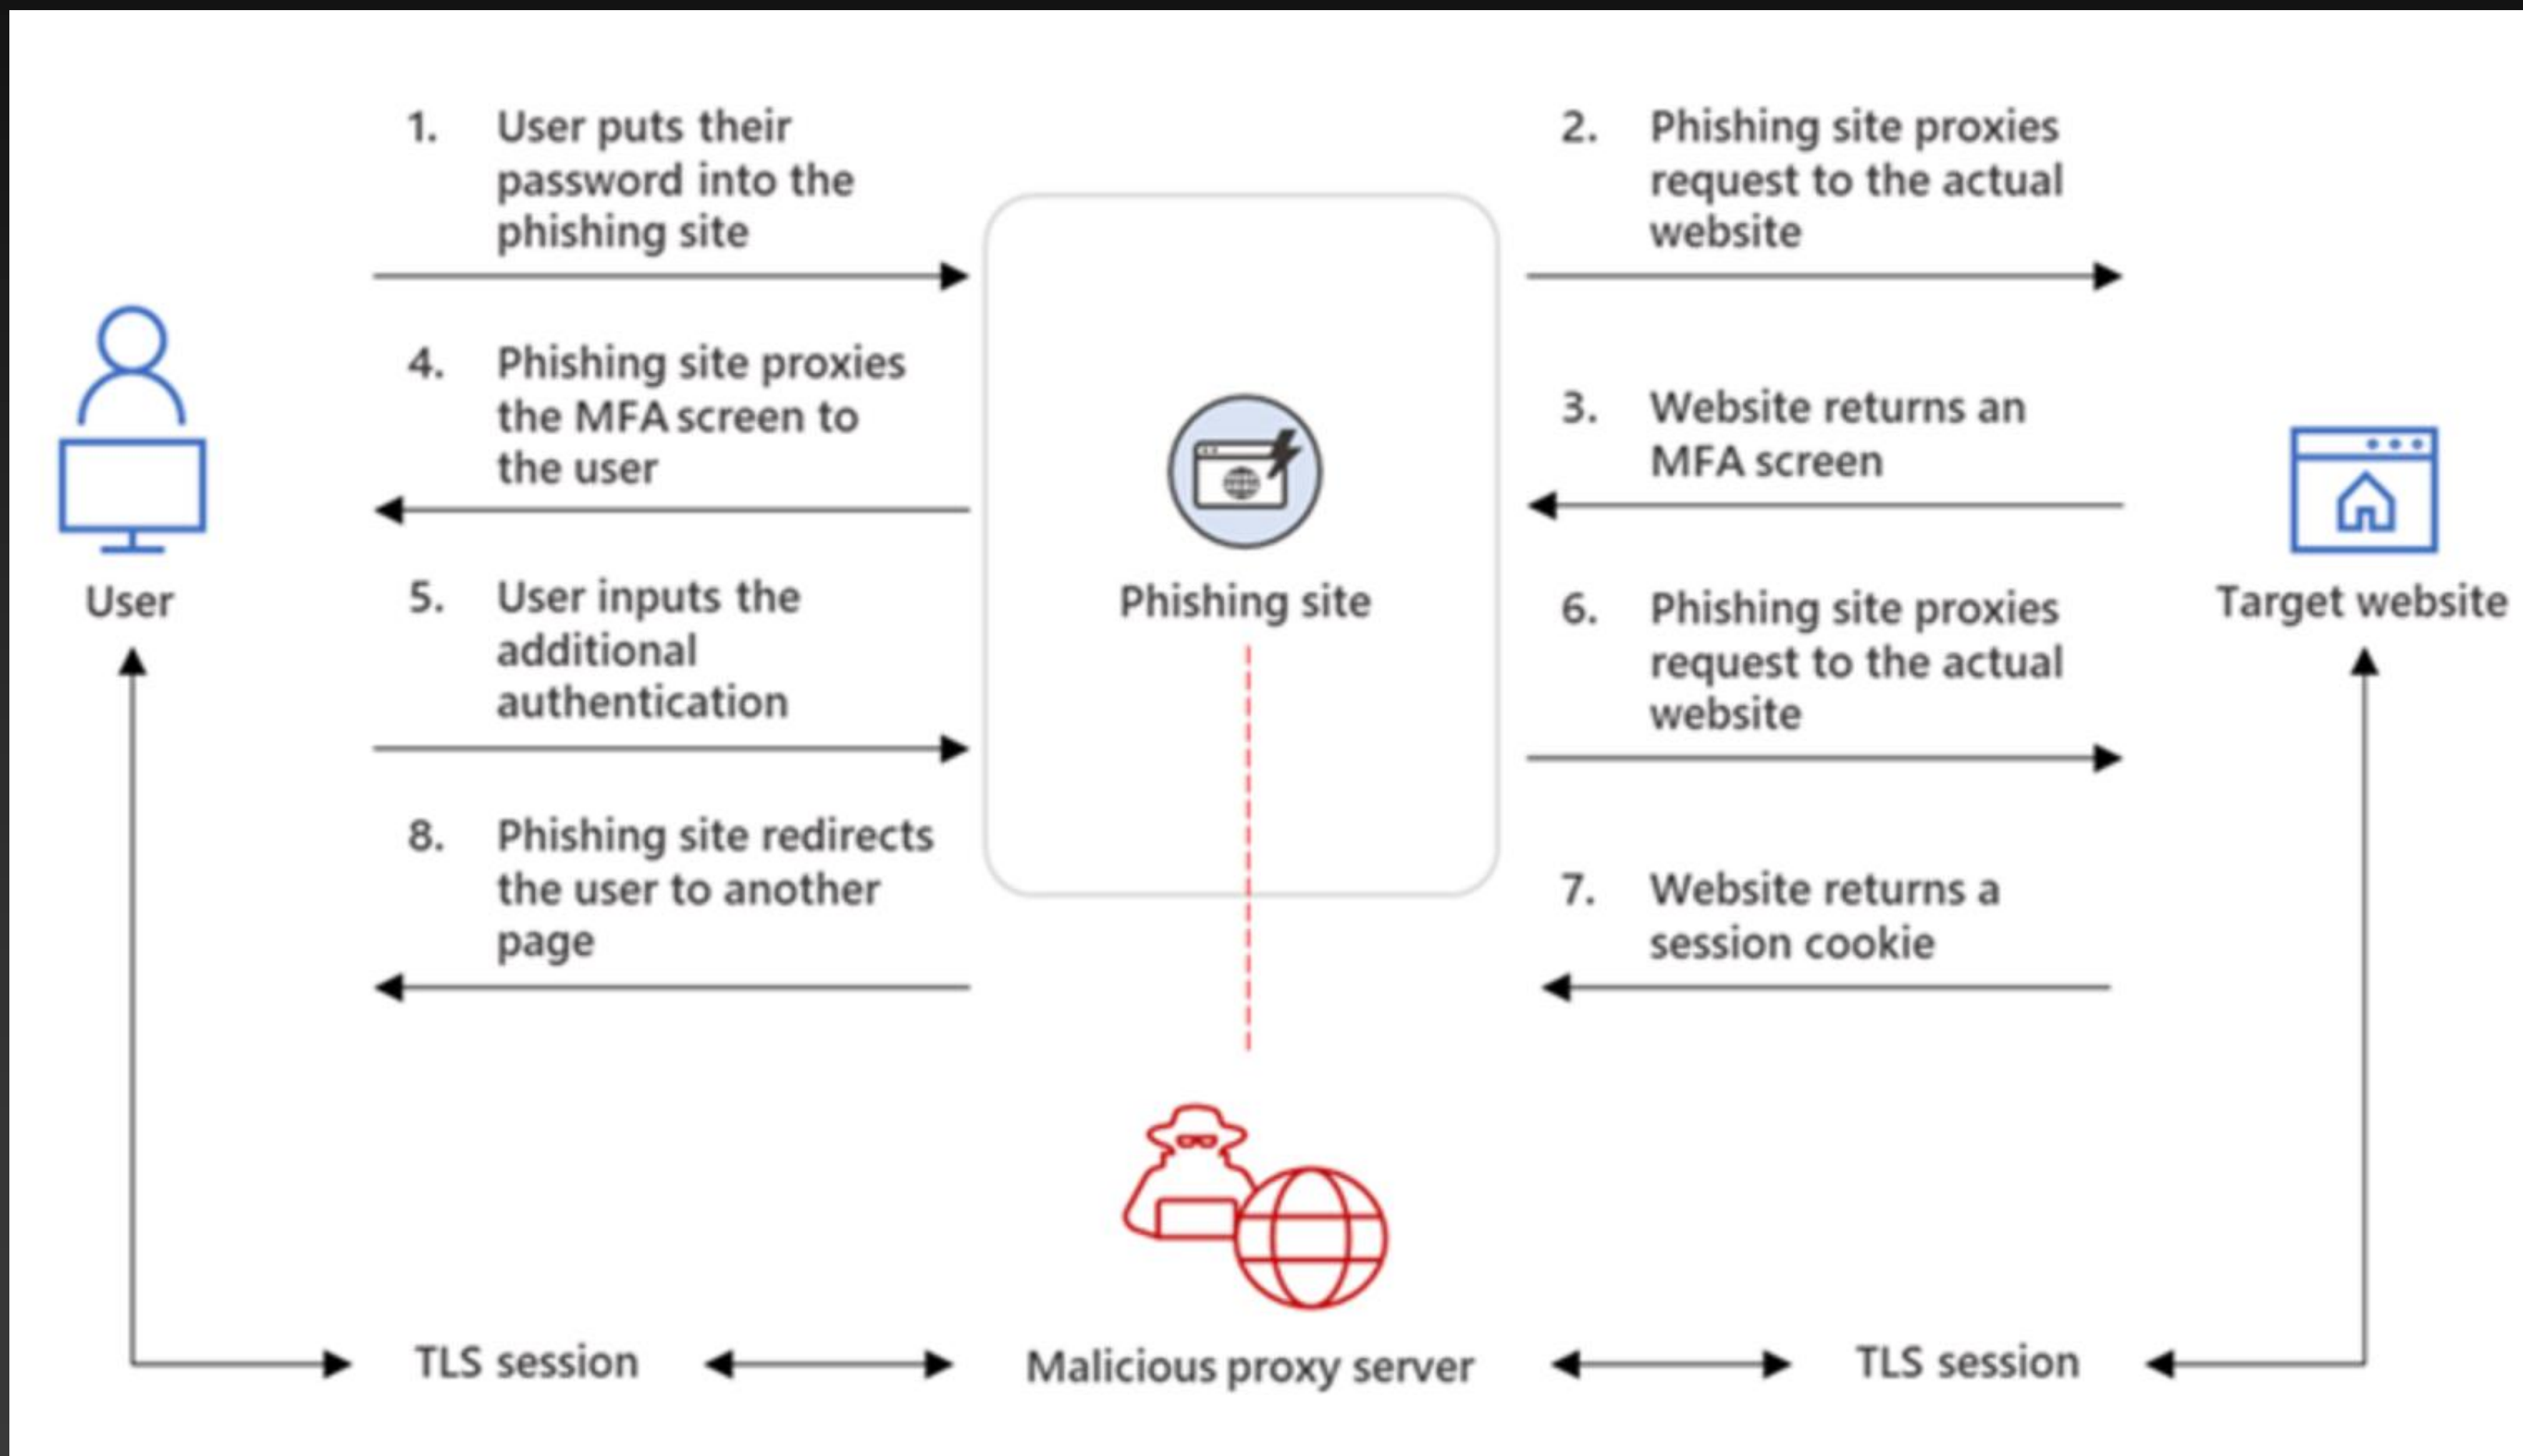 1. User puts their
password into the
phishing site
2. Phishing site proxies
request to the actual
website
4. Phishing site proxies
the MFA screen to
the user
3. Website returns an
MFA screen
5. User inputs the
additional
authentication
6. Phishing site proxies
request to the actual
website
8. Phishing site redirects
the user to another
page
7. Website returns a
session cookie
User
Phishing site
Target website
TLS session
Malicious proxy server
TLS session